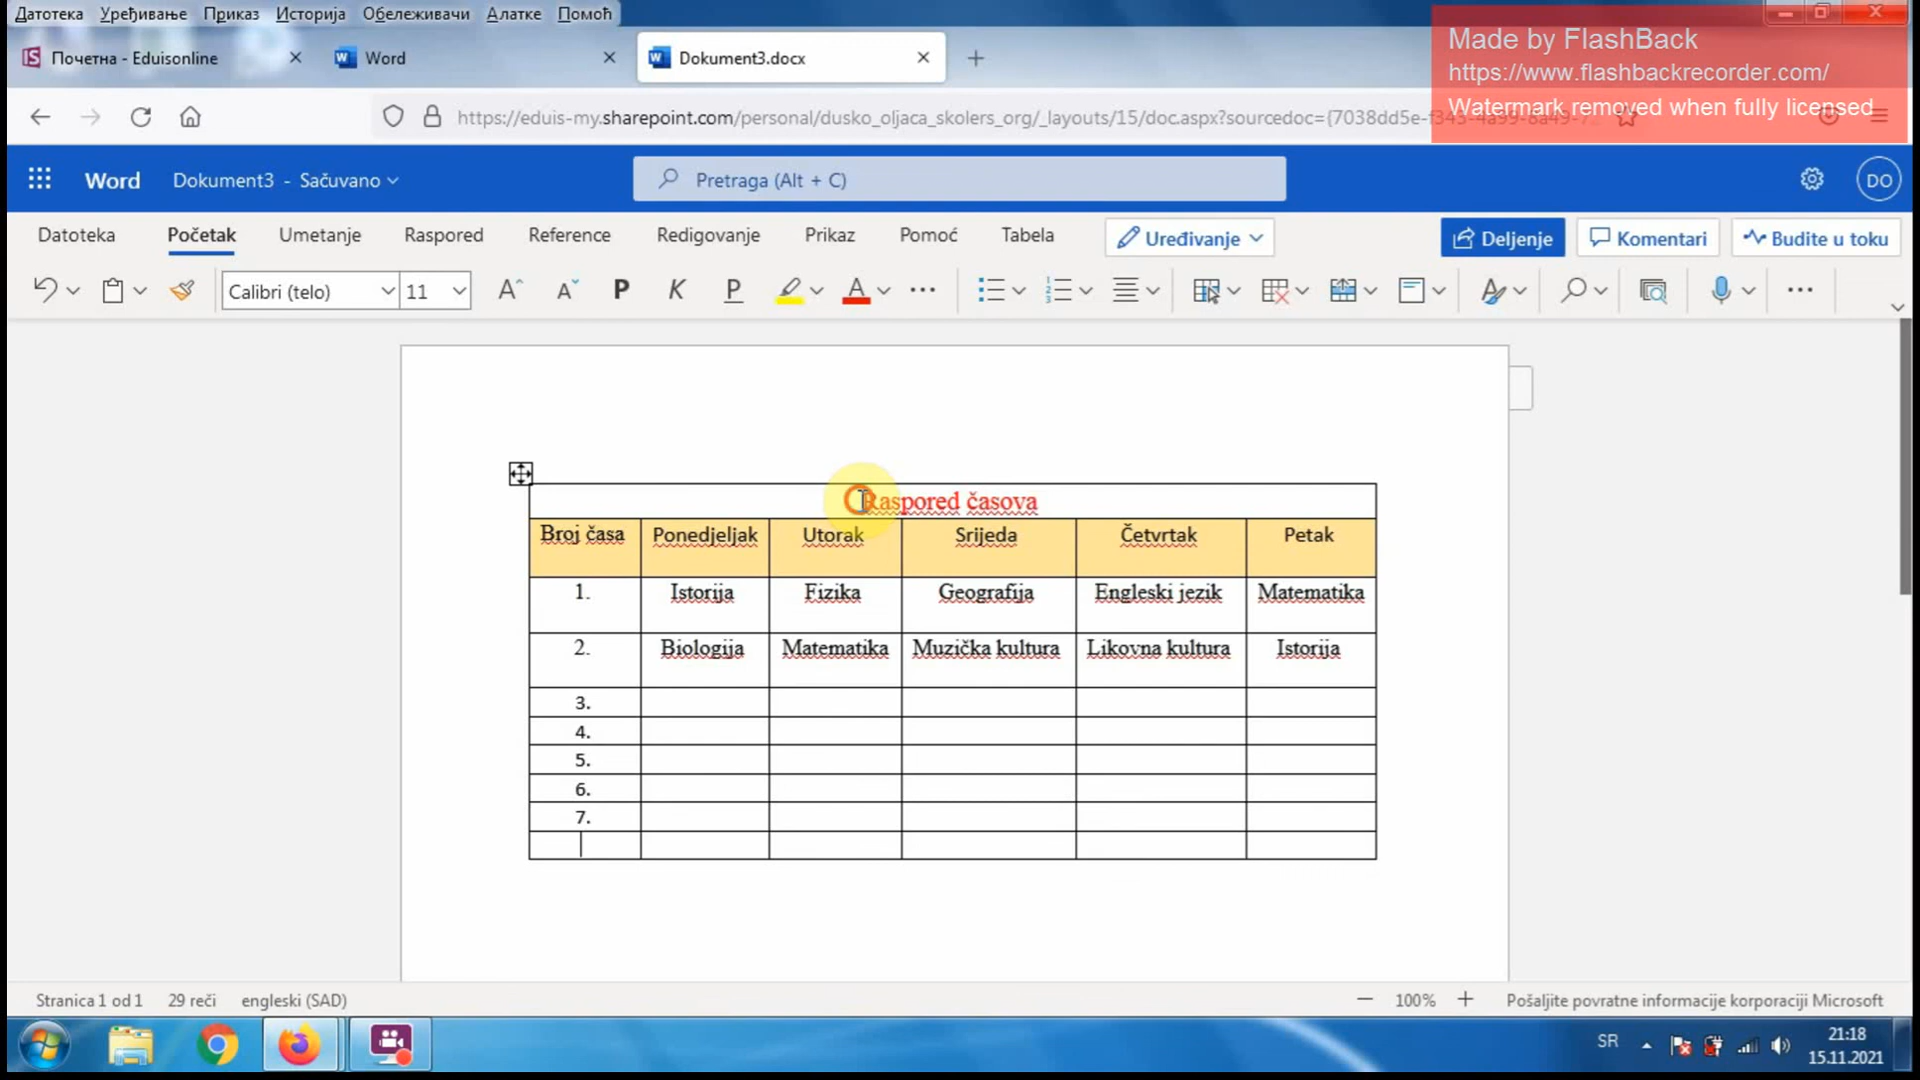 Датотека Уређивање Приказ Историја Обележивачи Алатке Помоћ
Made by FlashBack
https://www.flashbackrecorder.com/
Watermark removed when fully licensed
Почетна - Eduisonline
Word
Dokument3.docx
https://eduis-my.sharepoint.com/personal/dusko_oljaca_skolers_org/_layouts/15/doc.aspx?sourcedoc={7038dd5e-f343-4a99-8a49-7
Word
Dokument3 - Sačuvano
Pretraga (Alt + C)
DO
Datoteka Početak Umetanje Raspored Reference Redigovanje Prikaz Pomoć Tabela
Uređivanje
Deljenje
Komentari
Budite u toku
Calibri (telo) 11 P K P A
Raspored časova
Broj časa Ponedjeljak Utorak Srijeda Četvrtak Petak
1. Istorija Fizika Geografija Engleski jezik Matematika
2. Biologija Matematika Muzička kultura Likovna kultura Istorija
3.
4.
5.
6.
7.
Stranica 1 od 1 29 reči engleski (SAD) 100% Pošaljite povratne informacije korporaciji Microsoft
SR
21:18
15.11.2021